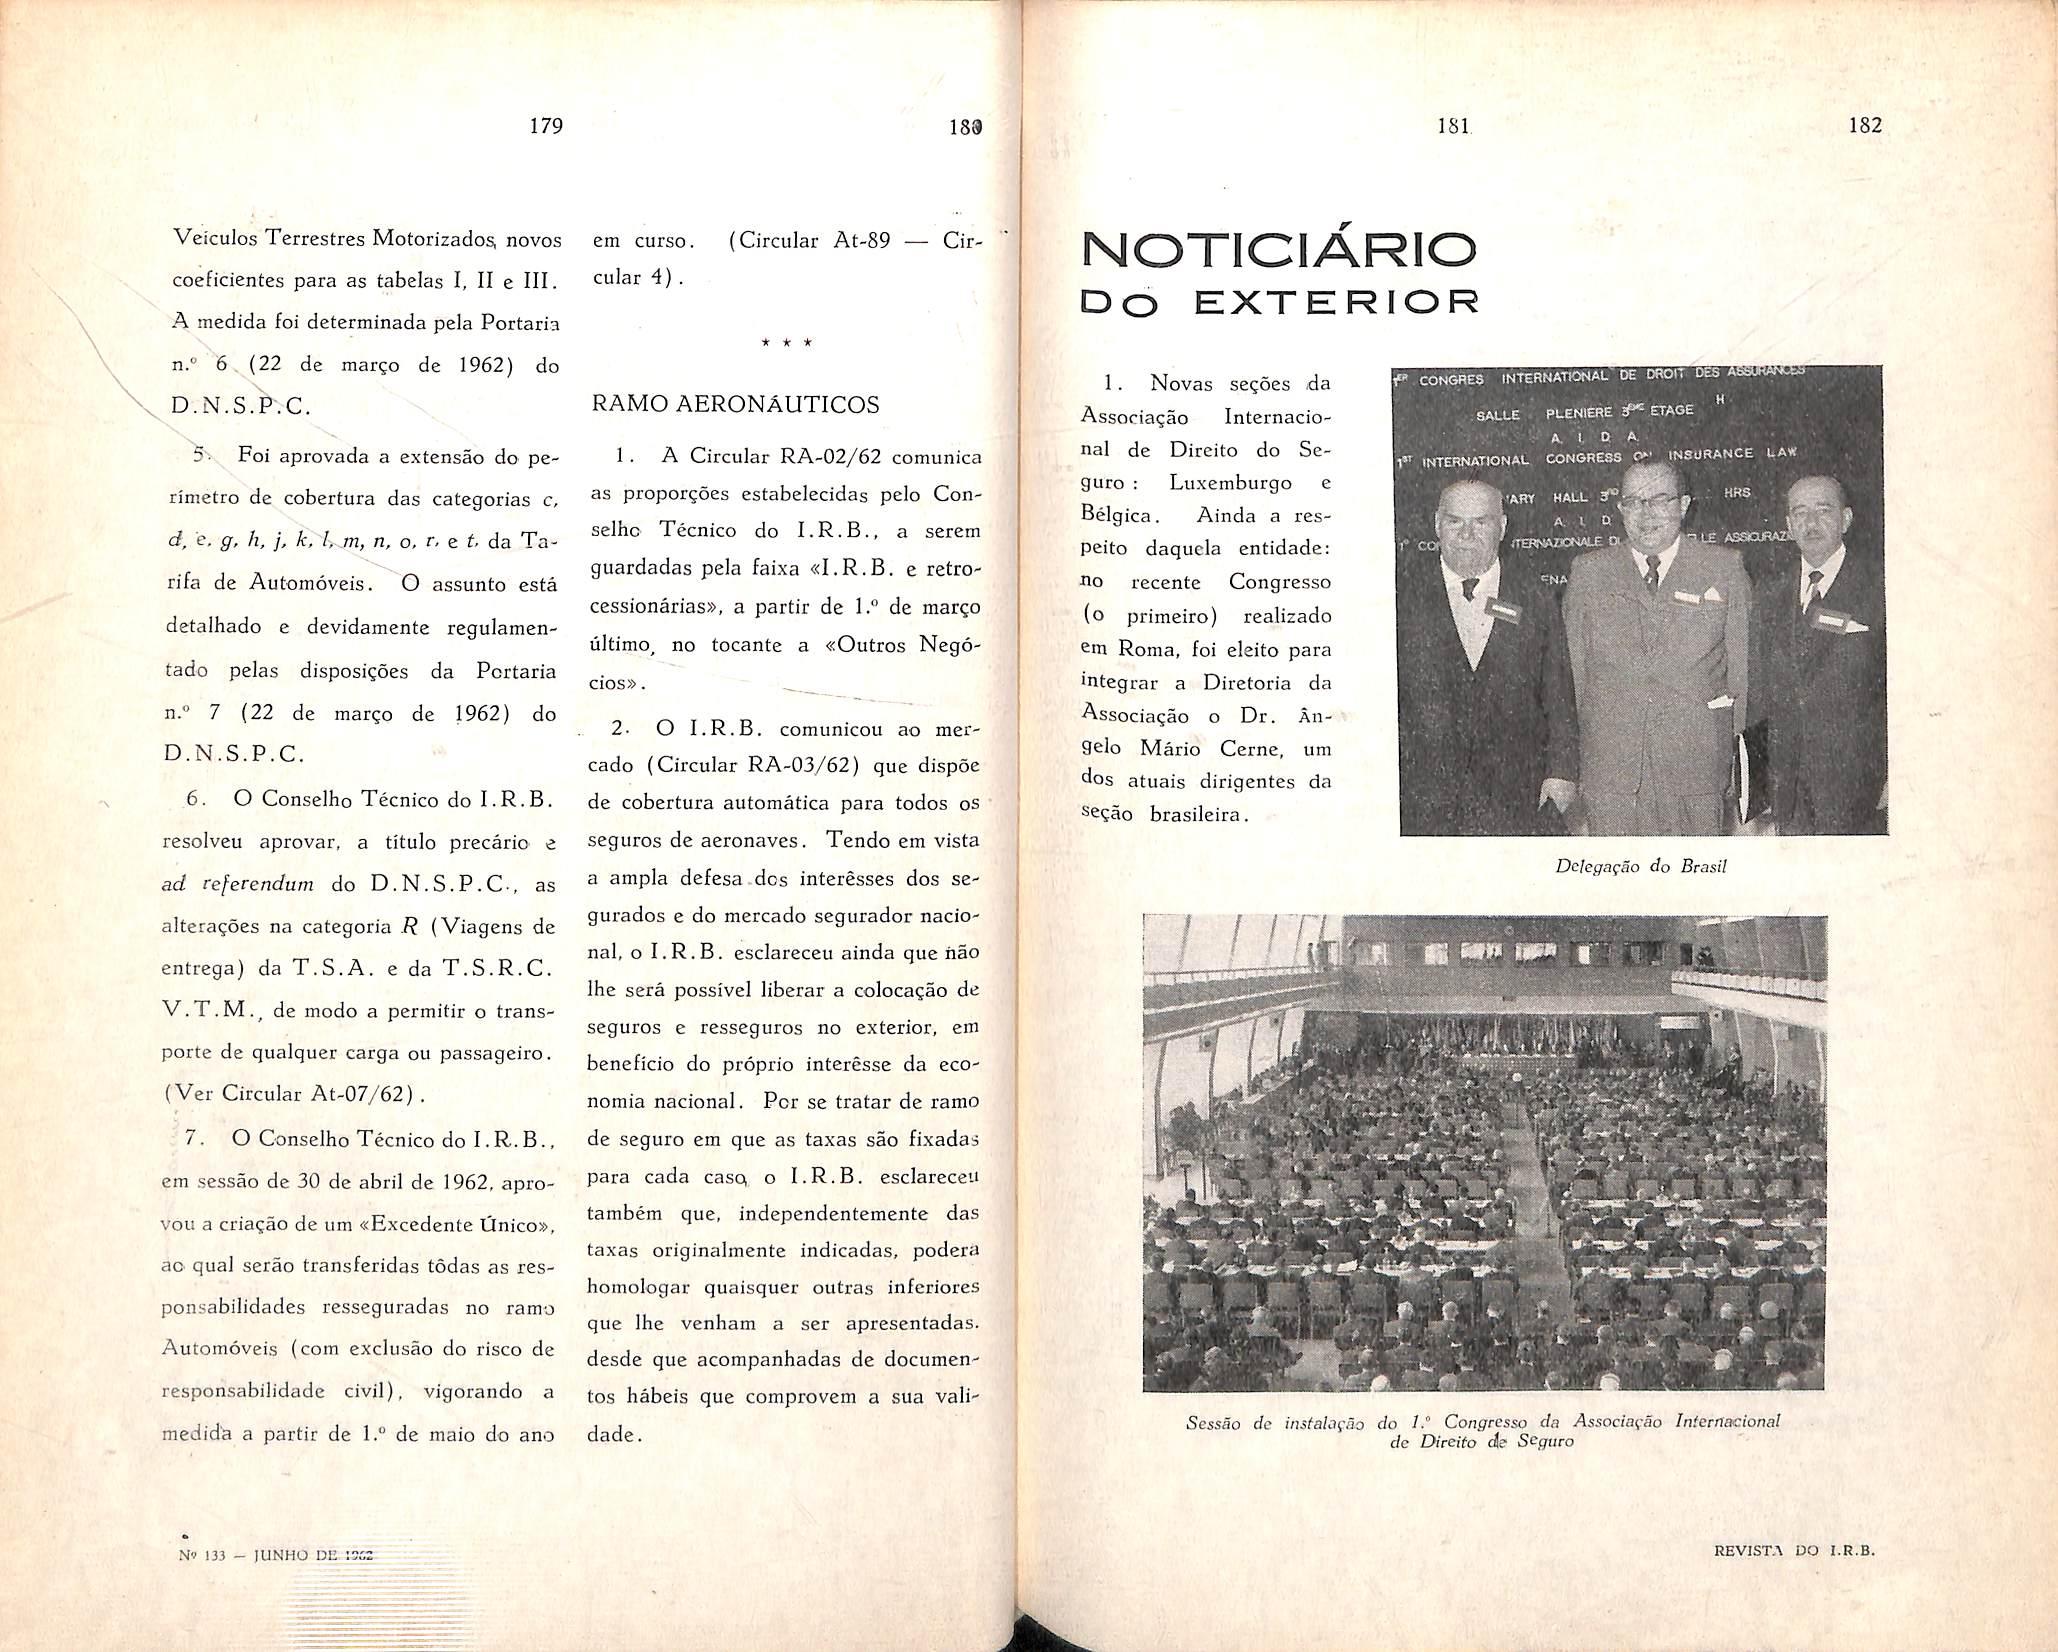 179
180
Veículos Terrestres Motorizados, novos
coeficientes para as tabelas I, II e III.
A medida foi determinada pela Portaria
n.º 6 (22 de março de 1962) do
D.N.S.P.C.
5. Foi aprovada a extensão do pe-
rímetro de cobertura das categorias c,
d, e, g, h, j, k, l, m, n, o, r, e t, da Ta-
rifa de Automóveis. O assunto está
detalhado e devidamente regulamen-
tado pelas disposições da Portaria
n.º 7 (22 de março de 1962) do
D.N.S.P.C.
6. O Conselho Técnico do I.R.B.
resolveu aprovar, a título precário e
ad referendum do D.N.S.P.C., as
alterações na categoria R (Viagens de
entrega) da T.S.A. e da T.S.R.C.
V.T.M., de modo a permitir o trans-
porte de qualquer carga ou passageiro.
(Ver Circular At-07/62).
7. O Conselho Técnico do I.R.B.,
em sessão de 30 de abril de 1962, apro-
vou a criação de um «Excedente Único»,
ao qual serão transferidas tôdas as res-
ponsabilidades resseguradas no ramo
Automóveis (com exclusão do risco de
responsabilidade civil), vigorando a
medida a partir de 1.º de maio do ano
em curso. (Circular At-89 — Cir-
cular 4).
* * *
RAMO AERONÁUTICOS
1. A Circular RA-02/62 comunica
as proporções estabelecidas pelo Con-
selho Técnico do I.R.B., a serem
guardadas pela faixa «I.R.B. e retro-
cessionárias», a partir de 1.º de março
último, no tocante a «Outros Negó-
cios».
2. O I.R.B. comunicou ao mer-
cado (Circular RA-03/62) que dispõe
de cobertura automática para todos os
seguros de aeronaves. Tendo em vista
a ampla defesa dos interêsses dos se-
gurados e do mercado segurador nacio-
nal, o I.R.B. esclareceu ainda que não
lhe será possível liberar a colocação de
seguros e resseguros no exterior, em
benefício do próprio interêsse da eco-
nomia nacional. Por se tratar de ramo
de seguro em que as taxas são fixadas
para cada caso, o I.R.B. esclareceu
também que, independentemente das
taxas originalmente indicadas, poderá
homologar quaisquer outras inferiores
que lhe venham a ser apresentadas.
desde que acompanhadas de documen-
tos hábeis que comprovem a sua vali-
dade.
Nº 133 — JUNHO DE 1962
181
182
NOTICIÁRIO
DO EXTERIOR
1. Novas seções da
Associação Internacio-
nal de Direito do Se-
guro : Luxemburgo e
Bélgica. Ainda a res-
peito daquela entidade:
no recente Congresso
(o primeiro) realizado
em Roma, foi eleito para
integrar a Diretoria da
Associação o Dr. Ân-
gelo Mário Cerne, um
dos atuais dirigentes da
seção brasileira.
1ER CONGRES INTERNATIONAL DE DROIT DES ASSURANCES
SALLE PLENIERE 3EME ETAGE H
A I D A
1ST INTERNATIONAL CONGRESS ON INSURANCE LAW
ARY HALL 3RD HRS
A I D
1º CO TERNAZIONALE DI LE ASSICURAZI
ENA
Delegação do Brasil
Sessão de instalação do 1.º Congresso da Associação Internacional
de Direito de Seguro
REVISTA DO I.R.B.